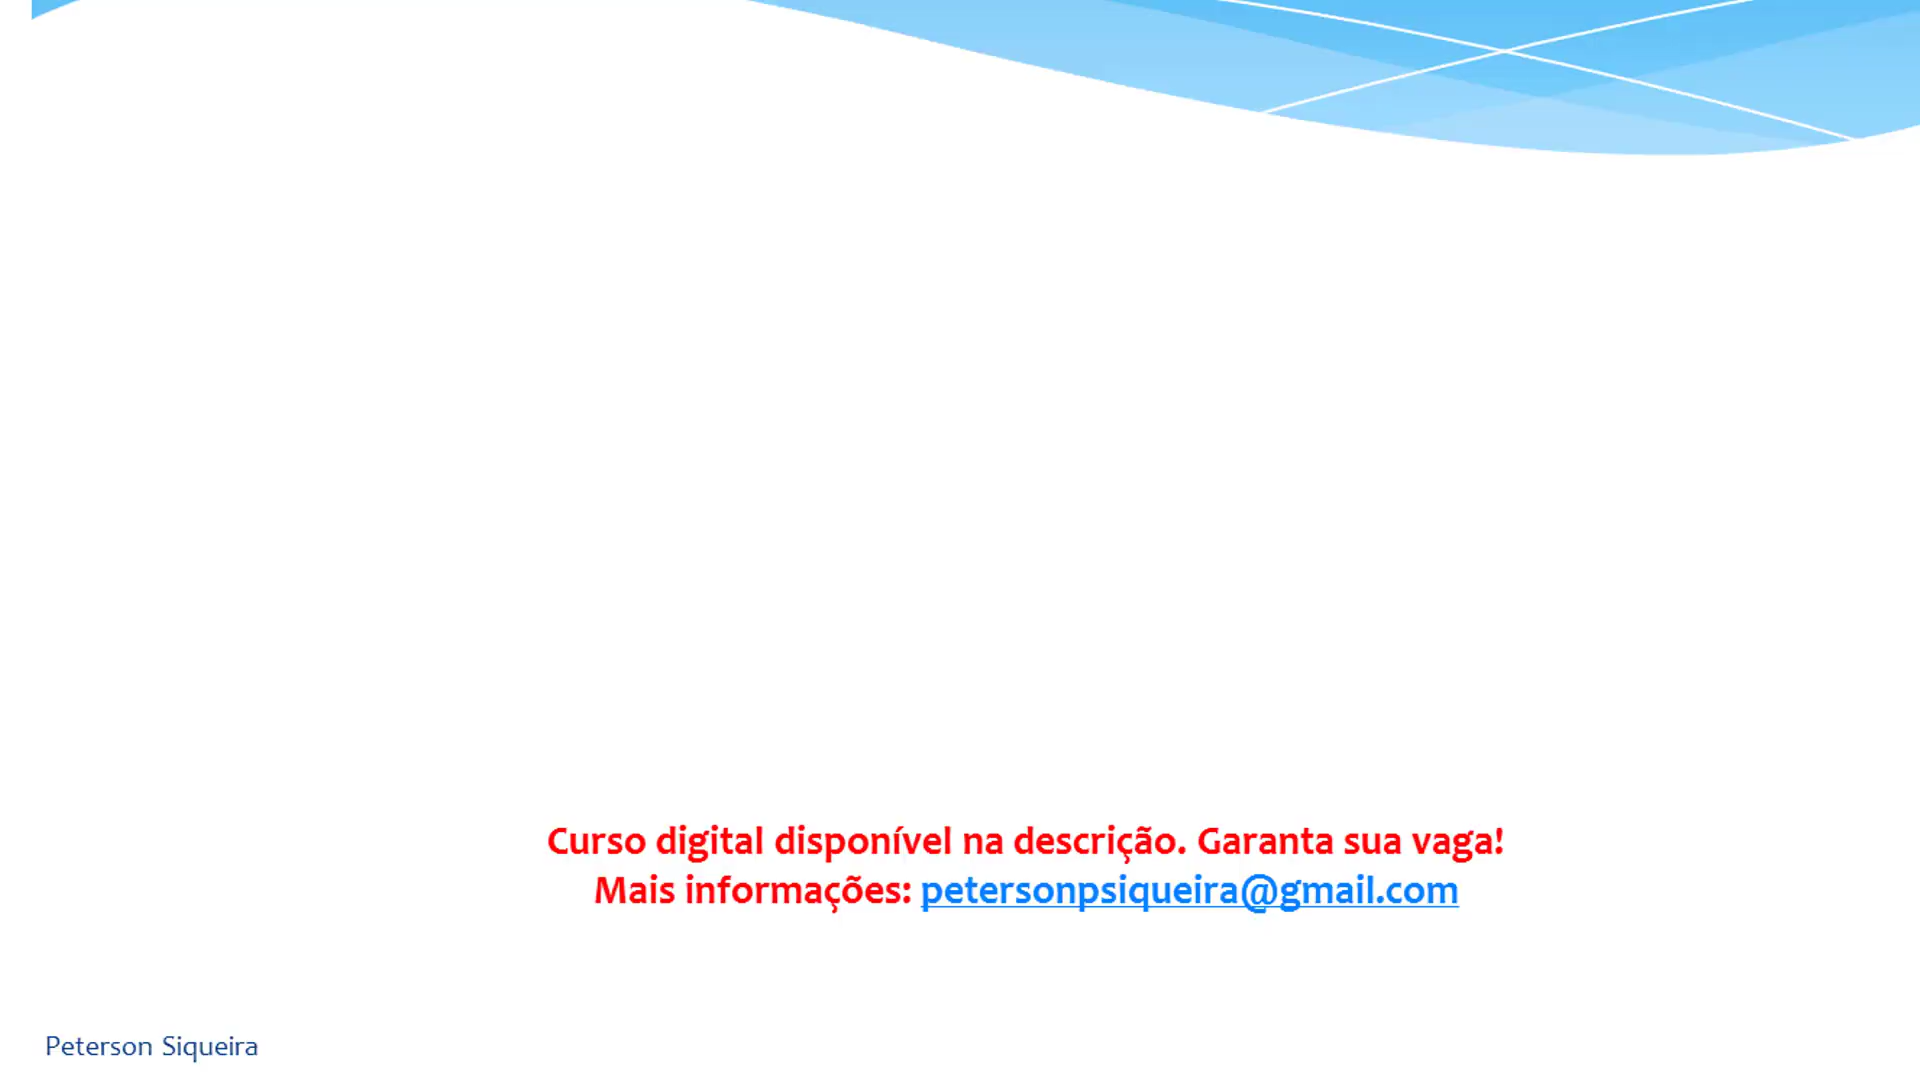 Curso digital disponível na descrição. Garanta sua vaga!
Mais informações: petersonpsiqueira@gmail.com
Peterson Siqueira